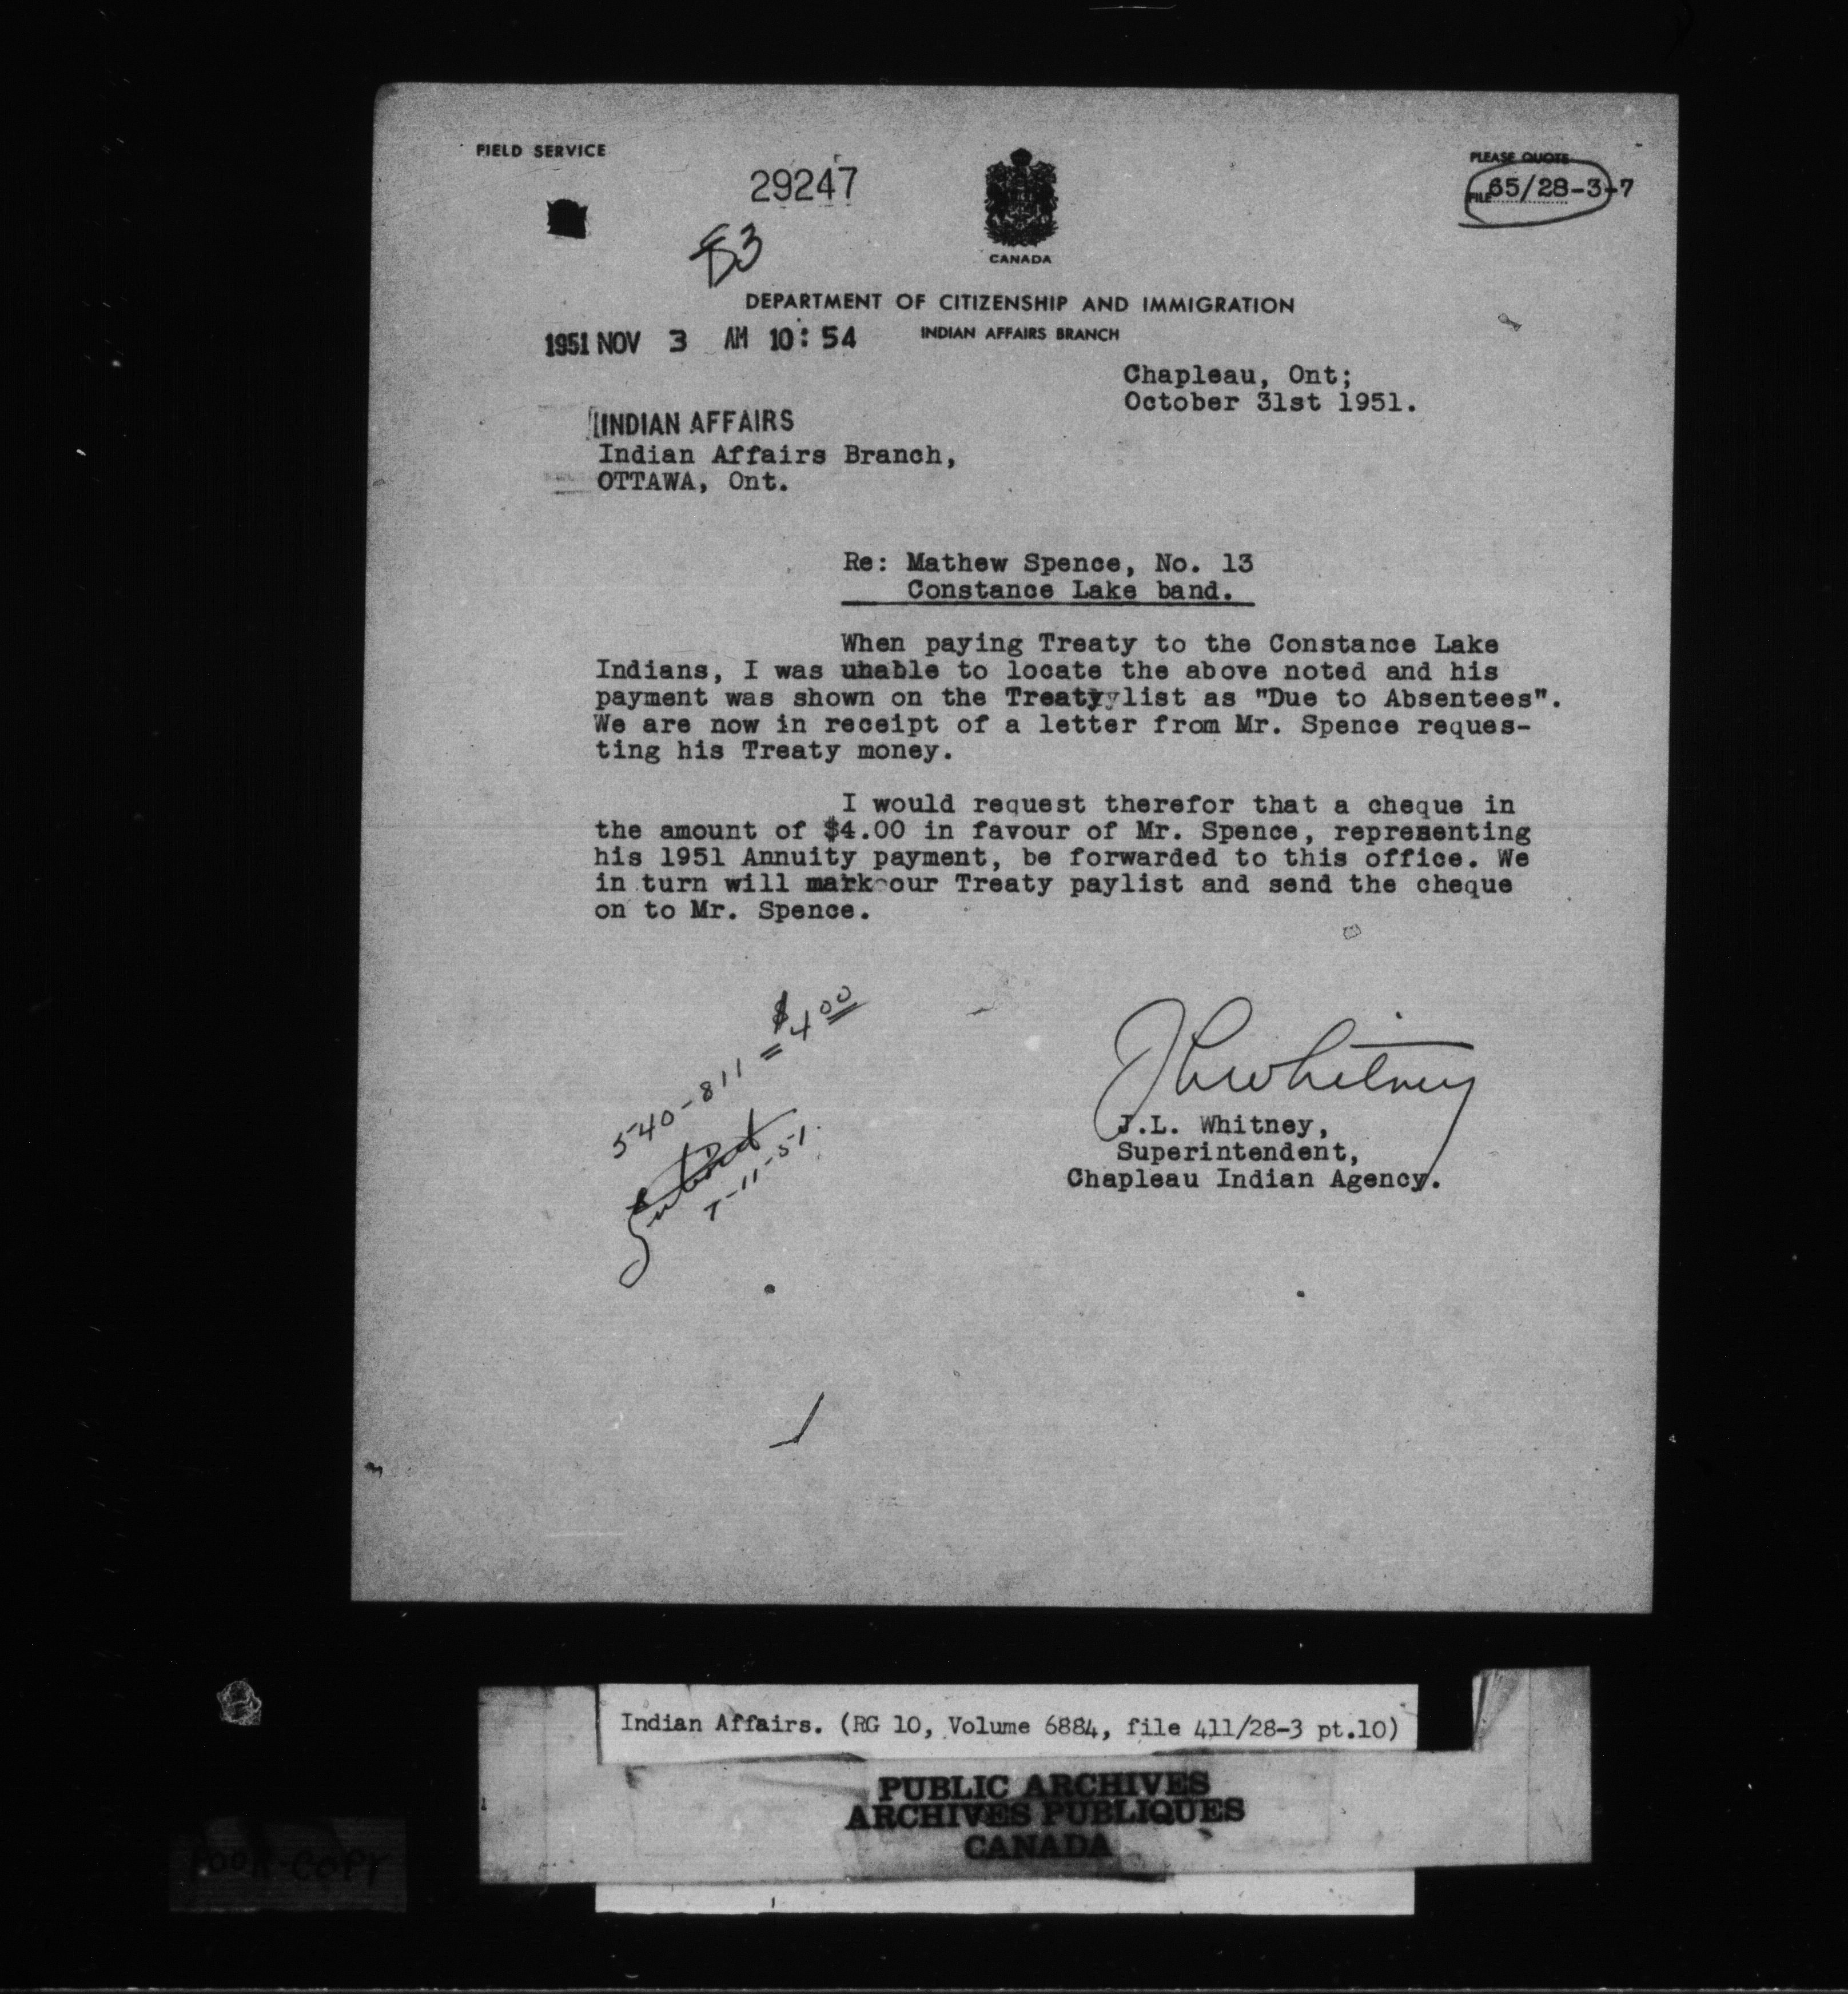 FIELD SERVICE
29247
PLEASE QUOTE
FILE 65/28-3-7
53
CANADA
DEPARTMENT OF CITIZENSHIP AND IMMIGRATION
INDIAN AFFAIRS BRANCH
1951 NOV 3 AM 10:54
Chapleau, Ont;
October 31st 1951.
INDIAN AFFAIRS
Indian Affairs Branch,
OTTAWA, Ont.
Re: Mathew Spence, No. 13
Constance Lake band.
When paying Treaty to the Constance Lake
Indians, I was unable to locate the above noted and his
payment was shown on the Treaty list as "Due to Absentees".
We are now in receipt of a letter from Mr. Spence reques-
ting his Treaty money.
I would request therefor that a cheque in
the amount of $4.00 in favour of Mr. Spence, representing
his 1951 Annuity payment, be forwarded to this office. We
in turn will mark our Treaty paylist and send the cheque
on to Mr. Spence.
540-811 = $4.00
7-11-51.
JL Whitney
J.L. Whitney,
Superintendent,
Chapleau Indian Agency.
Indian Affairs. (RG 10, Volume 6884, file 411/28-3 pt.10)
PUBLIC ARCHIVES
ARCHIVES PUBLIQUES
CANADA
POOR COPY